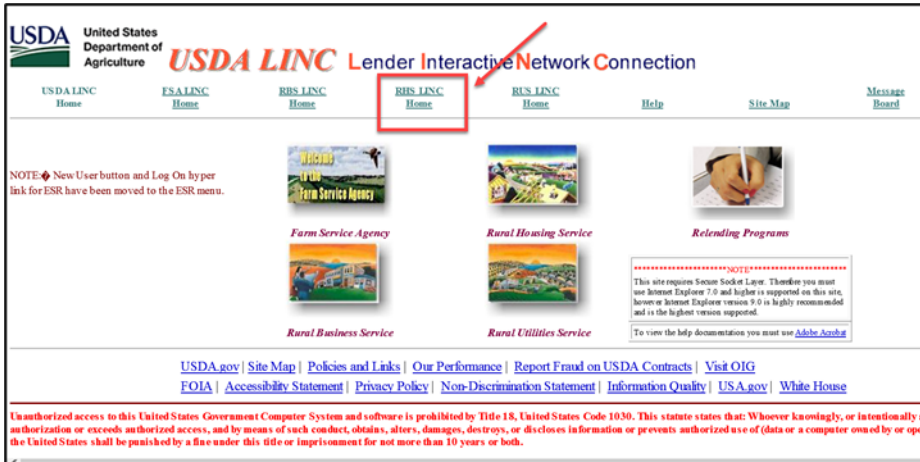 USDA
United States
Department of
Agriculture
USDA LINC Lender Interactive Network Connection
USDA LINC Home
FSA LINC Home
RBS LINC Home
RHS LINC Home
RUS LINC Home
Help
Site Map
Message Board
NOTE:� New User button and Log On hyper
link for ESR have been moved to the ESR menu.
Welcome
to the
Farm Service Agency
Farm Service Agency
Rural Housing Service
Relending Programs
Rural Business Service
Rural Utilities Service
************************NOTE*************************
This site requires Secure Socket Layer. Therefore you must
use Internet Explorer 7.0 and higher is supported on this site,
however Internet Explorer version 9.0 is highly recommended
and is the highest version supported.
To view the help documentation you must use Adobe Acrobat
USDA.gov | Site Map | Policies and Links | Our Performance | Report Fraud on USDA Contracts | Visit OIG
FOIA | Accessibility Statement | Privacy Policy | Non-Discrimination Statement | Information Quality | USA.gov | White House
Unauthorized access to this United States Government Computer System and software is prohibited by Title 18, United States Code 1030. This statute states that: Whoever knowingly, or intentionally
authorization or exceeds authorized access, and by means of such conduct, obtains, alters, damages, destroys, or discloses information or prevents authorized use of (data or a computer owned by or
the United States shall be punished by a fine under this title or imprisonment for not more than 10 years or both.